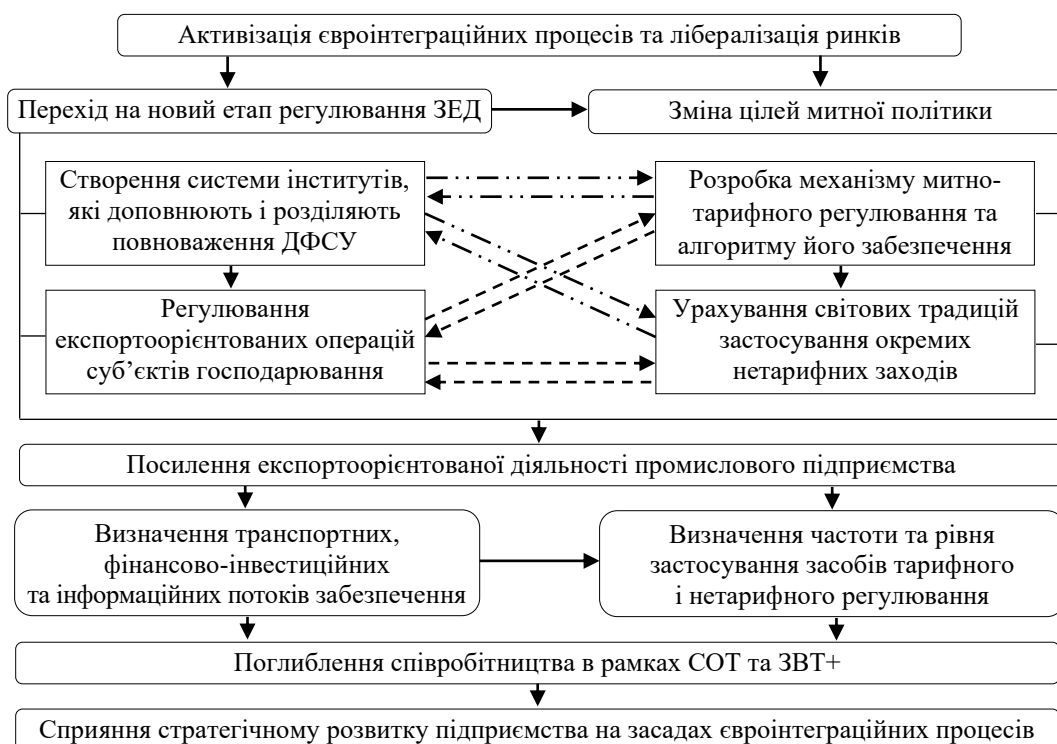 Активізація євроінтеграційних процесів та лібералізація ринків
Перехід на новий етап регулювання ЗЕД
Зміна цілей митної політики
Створення системи інститутів,
які доповнюють і розділяють
повноваження ДФСУ
Розробка механізму митно-
тарифного регулювання та
алгоритму його забезпечення
Регулювання
експортоорієнтованих операцій
суб’єктів господарювання
Урахування світових традицій
застосування окремих
нетарифних заходів
Посилення експортоорієнтованої діяльності промислового підприємства
Визначення транспортних,
фінансово-інвестиційних
та інформаційних потоків забезпечення
Визначення частоти та рівня
застосування засобів тарифного
і нетарифного регулювання
Поглиблення співробітництва в рамках СОТ та ЗВТ+
Сприяння стратегічному розвитку підприємства на засадах євроінтеграційних процесів